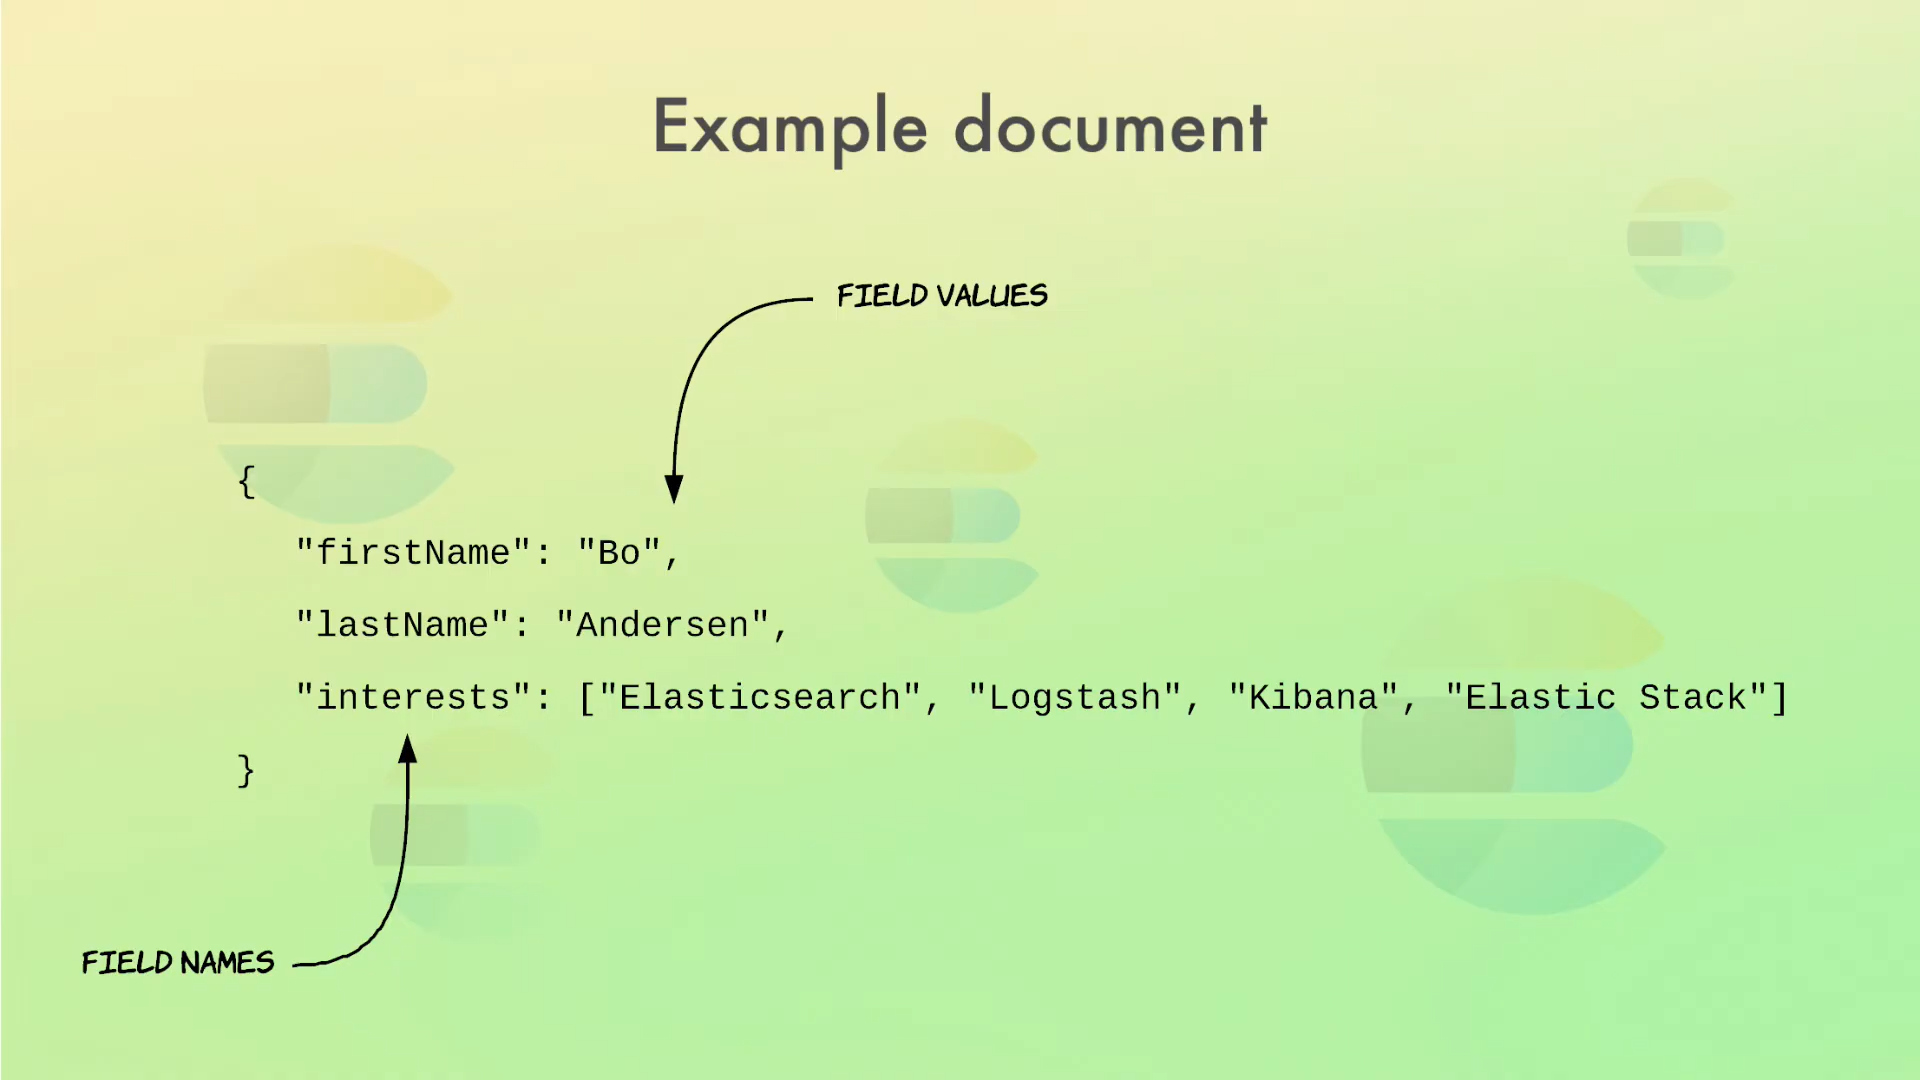 Example document
FIELD VALUES
{
"firstName": "Bo",
"lastName": "Andersen",
"interests": ["Elasticsearch", "Logstash", "Kibana", "Elastic Stack"]
}
FIELD NAMES